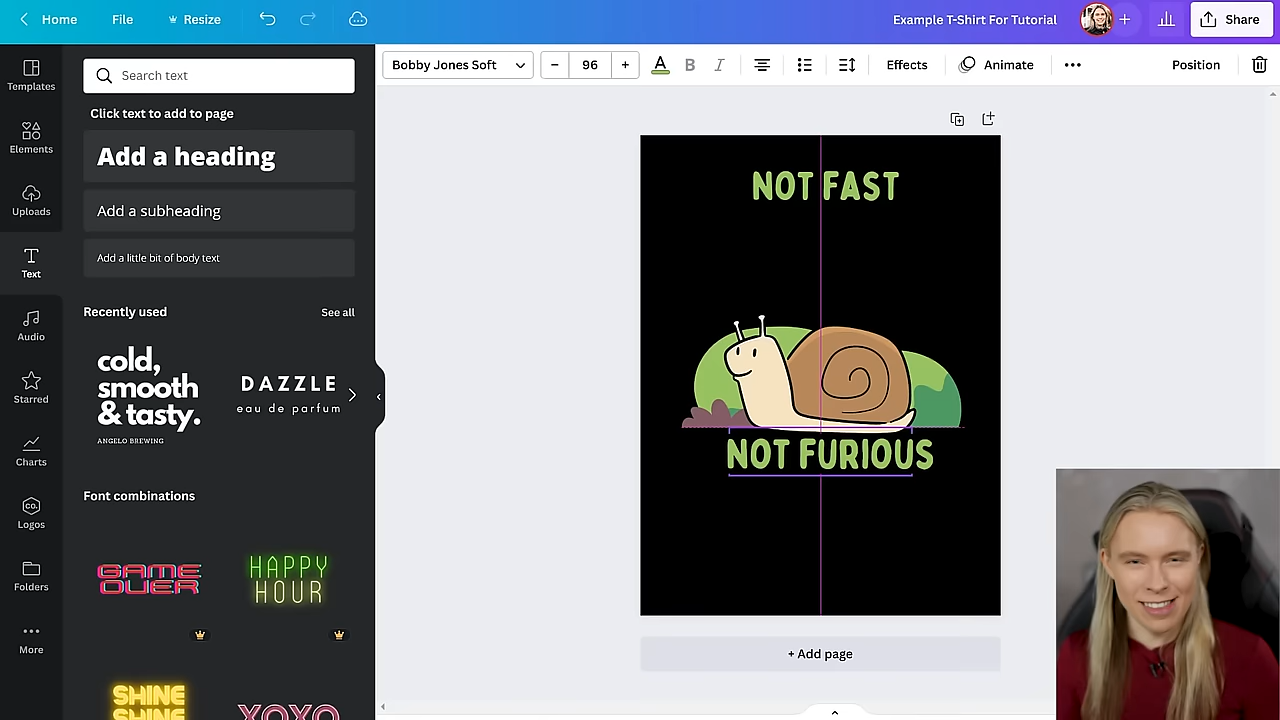 Home
File
Resize
Example T-Shirt For Tutorial
Share
Templates
Elements
Uploads
Text
Audio
Starred
Charts
CO.
Logos
Folders
More
Search text
Click text to add to page
Add a heading
Add a subheading
Add a little bit of body text
Recently used
See all
cold,
smooth
& tasty.
ANGELO BREWING
DAZZLE
eau de parfum
Font combinations
GAME
OVER
HAPPY
HOUR
SHINE
SHINE
XOXO
Bobby Jones Soft
96
A
B
I
Effects
Animate
Position
NOT FAST
NOT FURIOUS
+ Add page